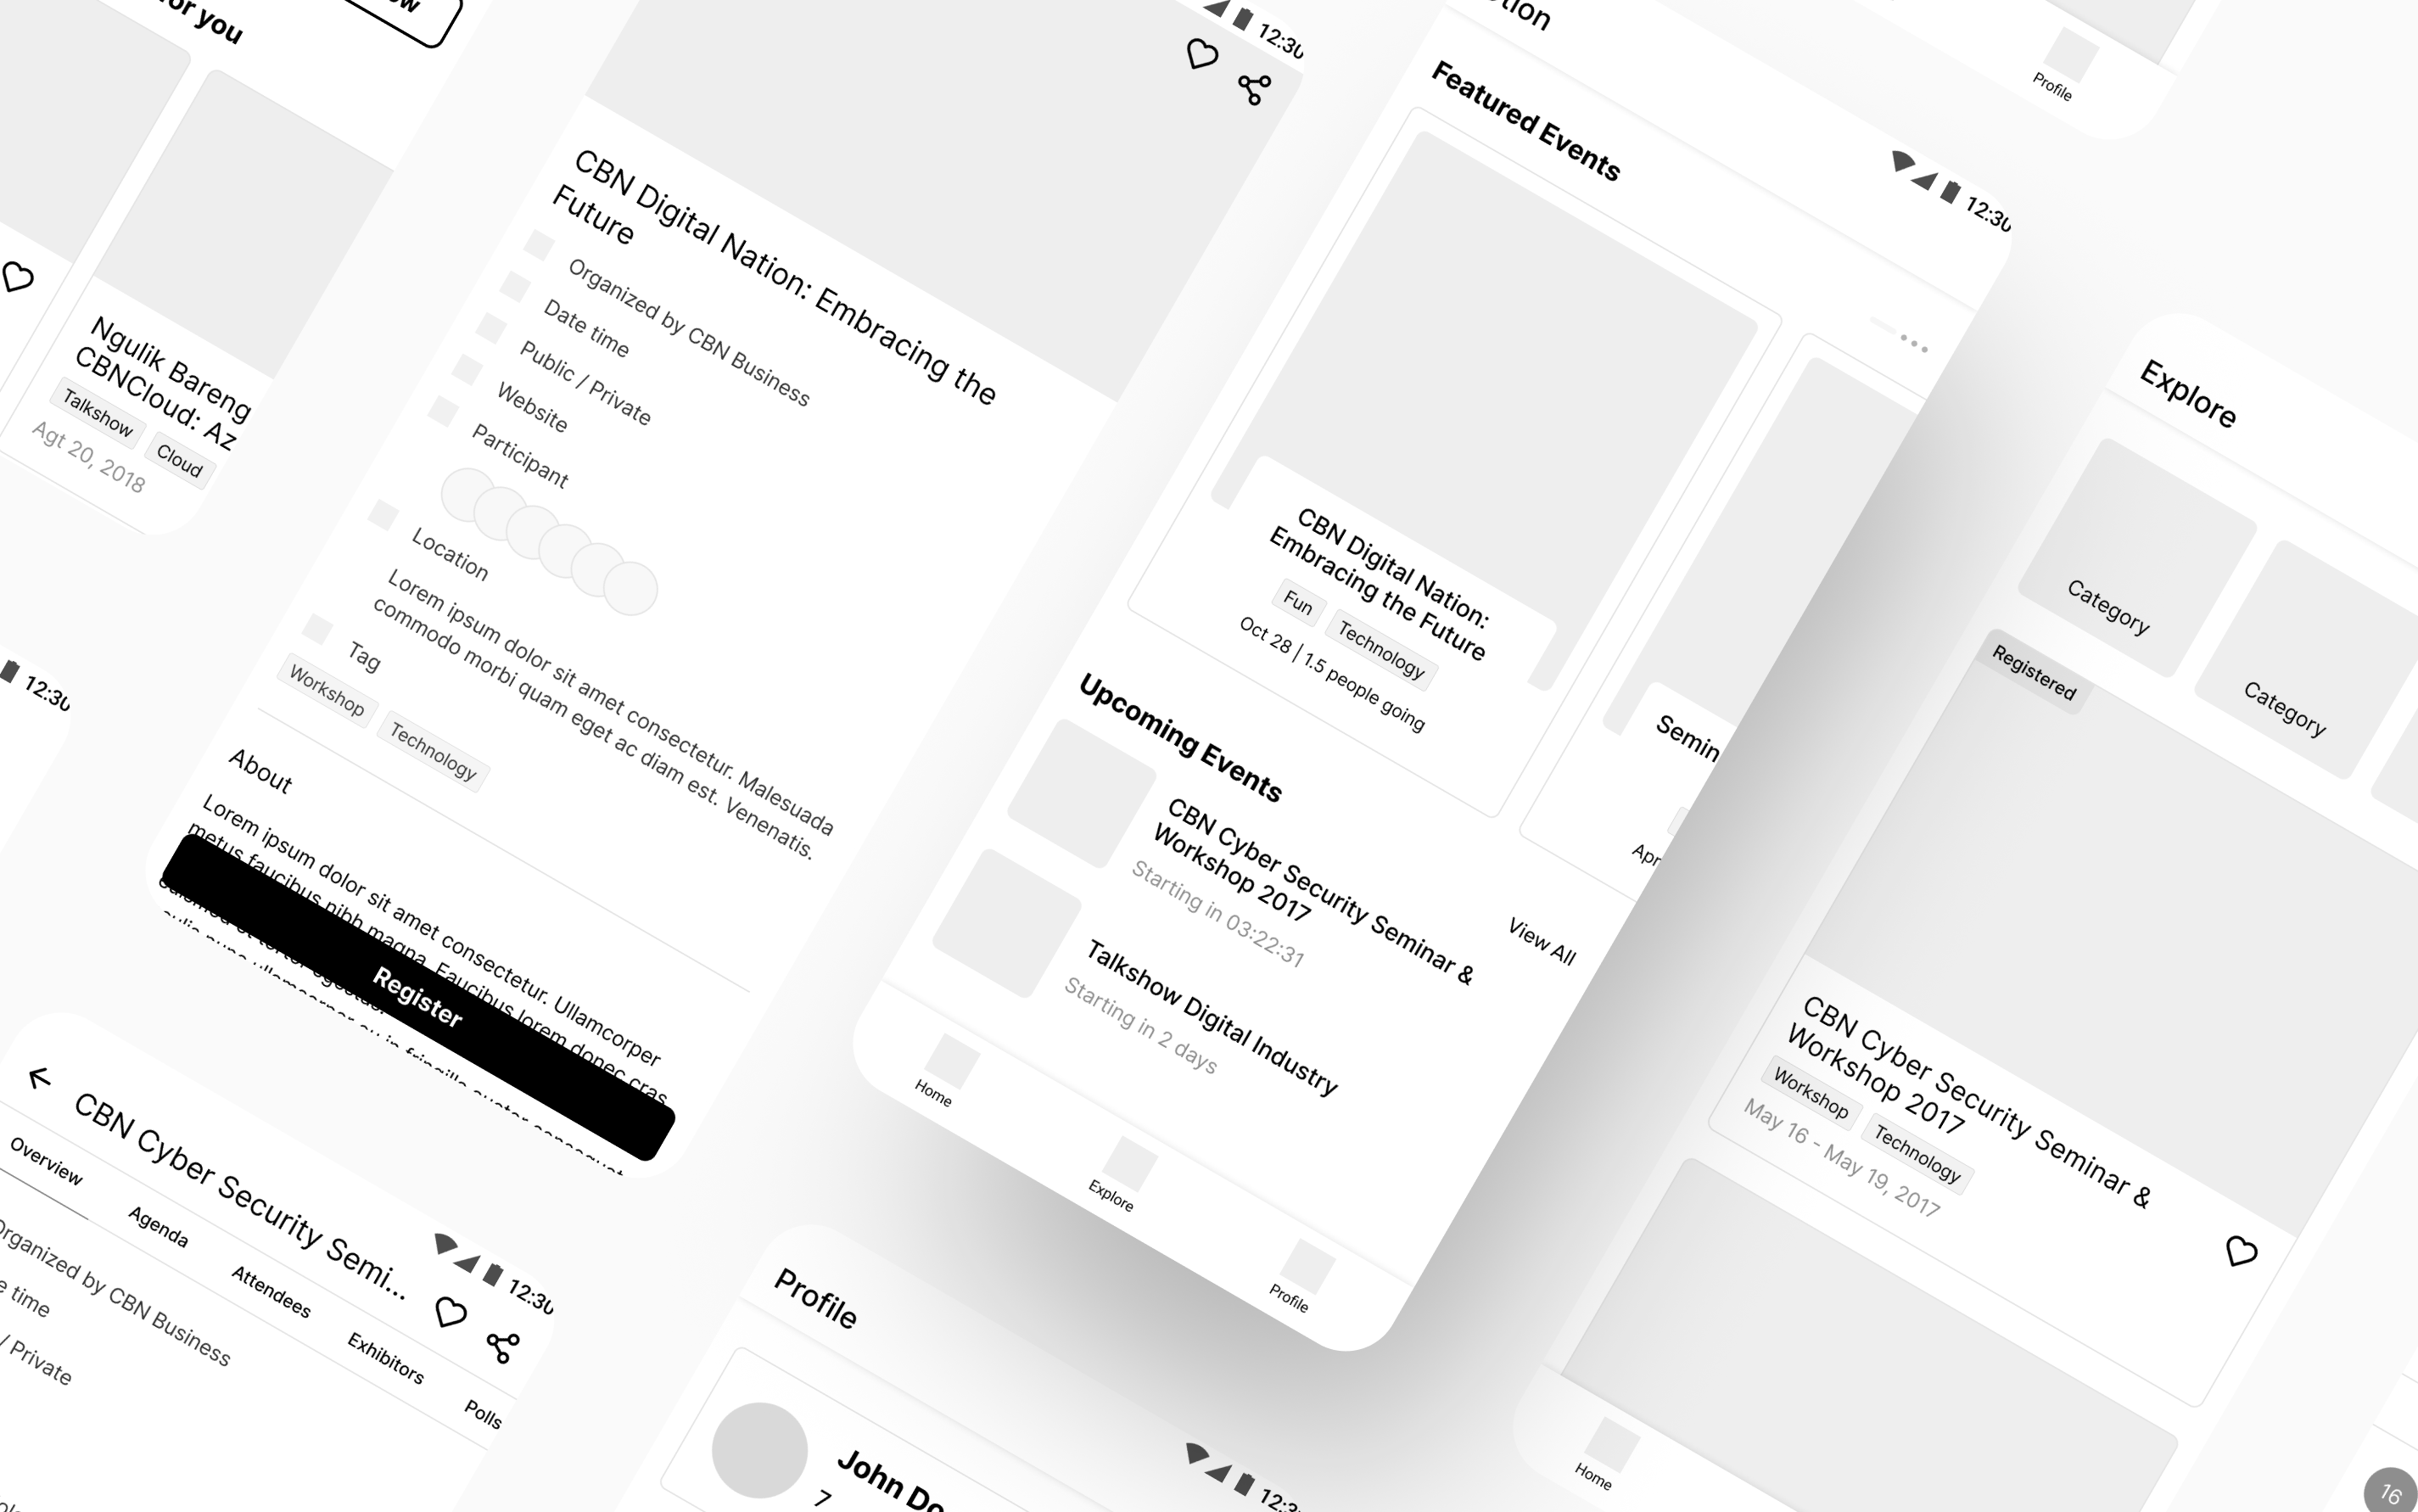 for you
Ngulik Bareng
CBNCloud: Az
Talkshow
Cloud
Agt 20, 2018
12:30
CBN Digital Nation: Embracing the
Future
Organized by CBN Business
Date time
Public / Private
Website
Participant
Location
Lorem ipsum dolor sit amet consectetur. Malesuada
commodo morbi quam eget ac diam est. Venenatis.
Tag
Workshop
Technology
About
Lorem ipsum dolor sit amet consectetur. Ullamcorper
metus faucibus nibh magna. Faucibus lorem donec cras
Register
12:30
Featured Events
CBN Digital Nation:
Embracing the Future
Fun
Technology
Oct 28 | 1.5 people going
Semin
Apr
Upcoming Events
View All
CBN Cyber Security Seminar &
Workshop 2017
Starting in 03:22:31
Talkshow Digital Industry
Starting in 2 days
Home
Explore
Profile
Profile
Explore
Category
Category
Registered
CBN Cyber Security Seminar &
Workshop 2017
Workshop
Technology
May 16 - May 19, 2017
Home
16
12:30
12:30
CBN Cyber Security Semi...
Overview
Agenda
Attendees
Exhibitors
Polls
Organized by CBN Business
time
/ Private
Profile
12:3
John Do
7